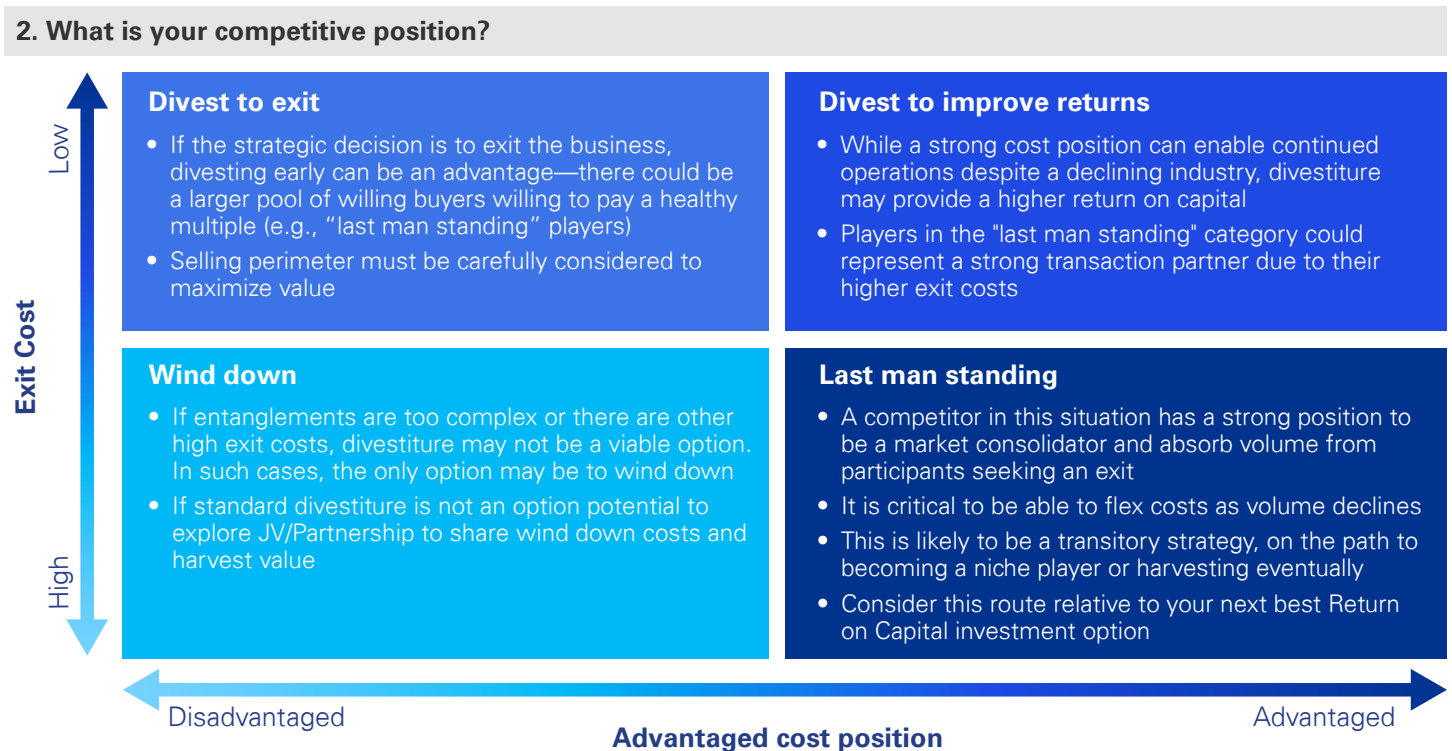 2. What is your competitive position?
Exit Cost
Low
High
Divest to exit
• If the strategic decision is to exit the business,
divesting early can be an advantage—there could be
a larger pool of willing buyers willing to pay a healthy
multiple (e.g., “last man standing” players)
• Selling perimeter must be carefully considered to
maximize value
Divest to improve returns
• While a strong cost position can enable continued
operations despite a declining industry, divestiture
may provide a higher return on capital
• Players in the "last man standing" category could
represent a strong transaction partner due to their
higher exit costs
Wind down
• If entanglements are too complex or there are other
high exit costs, divestiture may not be a viable option.
In such cases, the only option may be to wind down
• If standard divestiture is not an option potential to
explore JV/Partnership to share wind down costs and
harvest value
Last man standing
• A competitor in this situation has a strong position to
be a market consolidator and absorb volume from
participants seeking an exit
• It is critical to be able to flex costs as volume declines
• This is likely to be a transitory strategy, on the path to
becoming a niche player or harvesting eventually
• Consider this route relative to your next best Return
on Capital investment option
Disadvantaged
Advantaged
Advantaged cost position